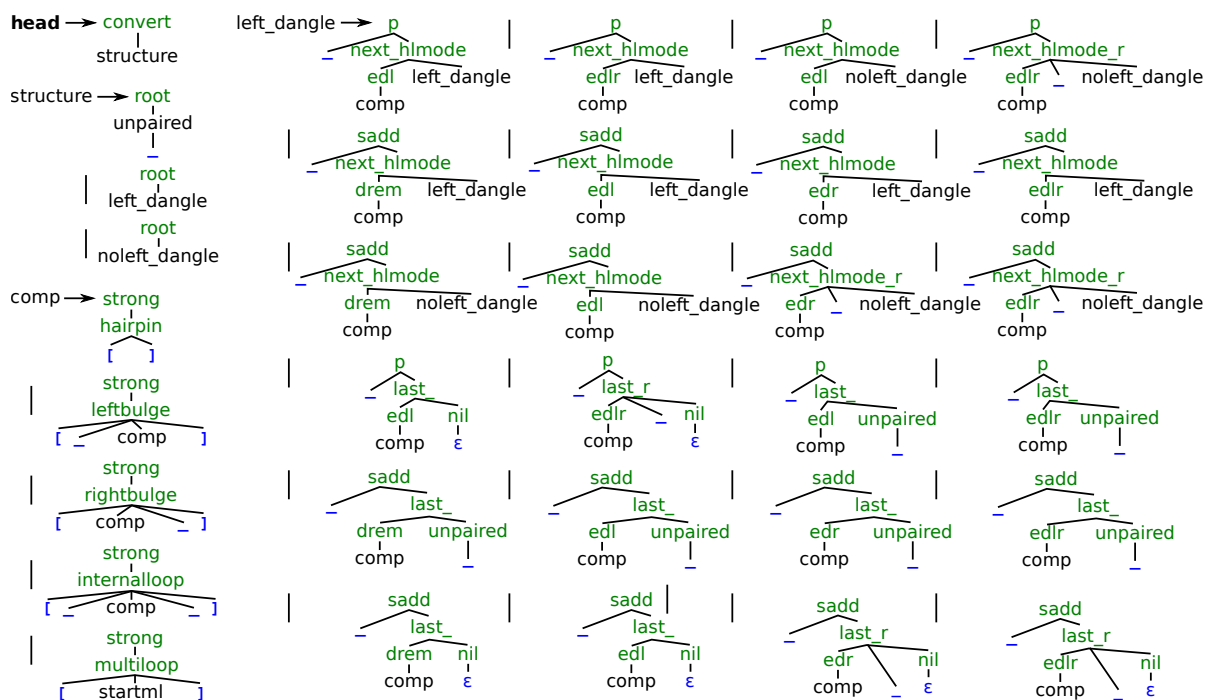 head convert
structure
structure root
unpaired
_
| root
left_dangle
| root
noleft_dangle
comp strong
hairpin
[ ]
| strong
leftbulge
[ _ comp ]
| strong
rightbulge
[ comp _ ]
| strong
internalloop
[ _ comp _ ]
| strong
multiloop
[ startml ]
left_dangle p | p | p | p
_ next_hlmode _ next_hlmode _ next_hlmode _ next_hlmode_r
edl left_dangle edlr left_dangle edl noleft_dangle edlr _ noleft_dangle
comp comp comp comp
| sadd | sadd | sadd | sadd
_ next_hlmode _ next_hlmode _ next_hlmode _ next_hlmode
drem left_dangle edl left_dangle edr left_dangle edlr left_dangle
comp comp comp comp
| sadd | sadd | sadd | sadd
_ next_hlmode _ next_hlmode _ next_hlmode_r _ next_hlmode_r
drem noleft_dangle edl noleft_dangle edr _ noleft_dangle edlr _ noleft_dangle
comp comp comp comp
| p | p | p | p
_ last_ _ last_r _ last_ _ last_
edl nil edlr _ nil edl unpaired edlr unpaired
comp ε comp ε comp _ comp _
| sadd | sadd | sadd | sadd
_ last_ _ last_ _ last_ _ last_
drem unpaired edl unpaired edr unpaired edlr unpaired
comp _ comp _ comp _ comp _
| sadd | sadd | | sadd | sadd
_ last_ _ last_ _ last_r _ last_r
drem nil edl nil edr _ nil edlr _ nil
comp ε comp ε comp ε comp ε